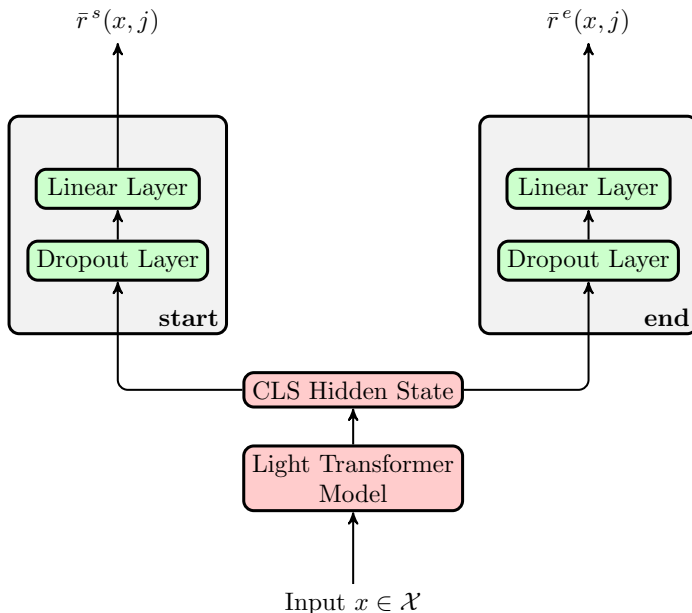 r̄ˢ(x, j)
r̄ᵉ(x, j)
Linear Layer
Dropout Layer
start
Linear Layer
Dropout Layer
end
CLS Hidden State
Light Transformer
Model
Input x ∈ 𝒳